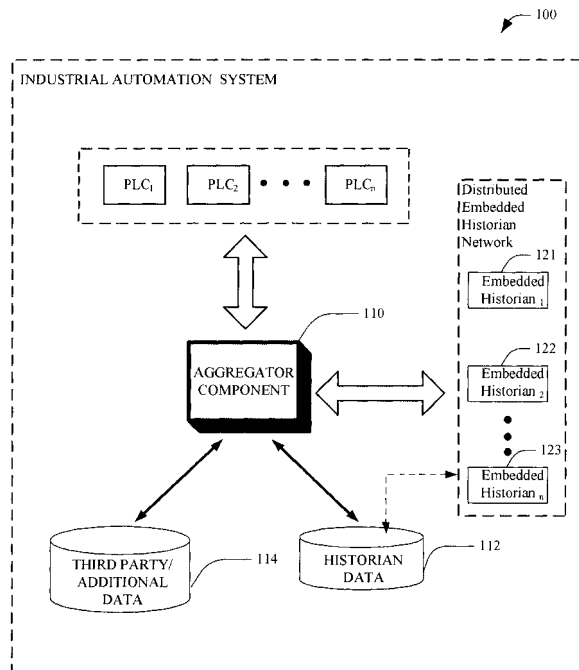 100
INDUSTRIAL AUTOMATION SYSTEM
PLC1
PLC2
PLCn
Distributed
Embedded
Historian
Network
121
Embedded
Historian 1
110
AGGREGATOR
COMPONENT
122
Embedded
Historian 2
123
Embedded
Historian n
THIRD PARTY/
ADDITIONAL
DATA
114
HISTORIAN
DATA
112